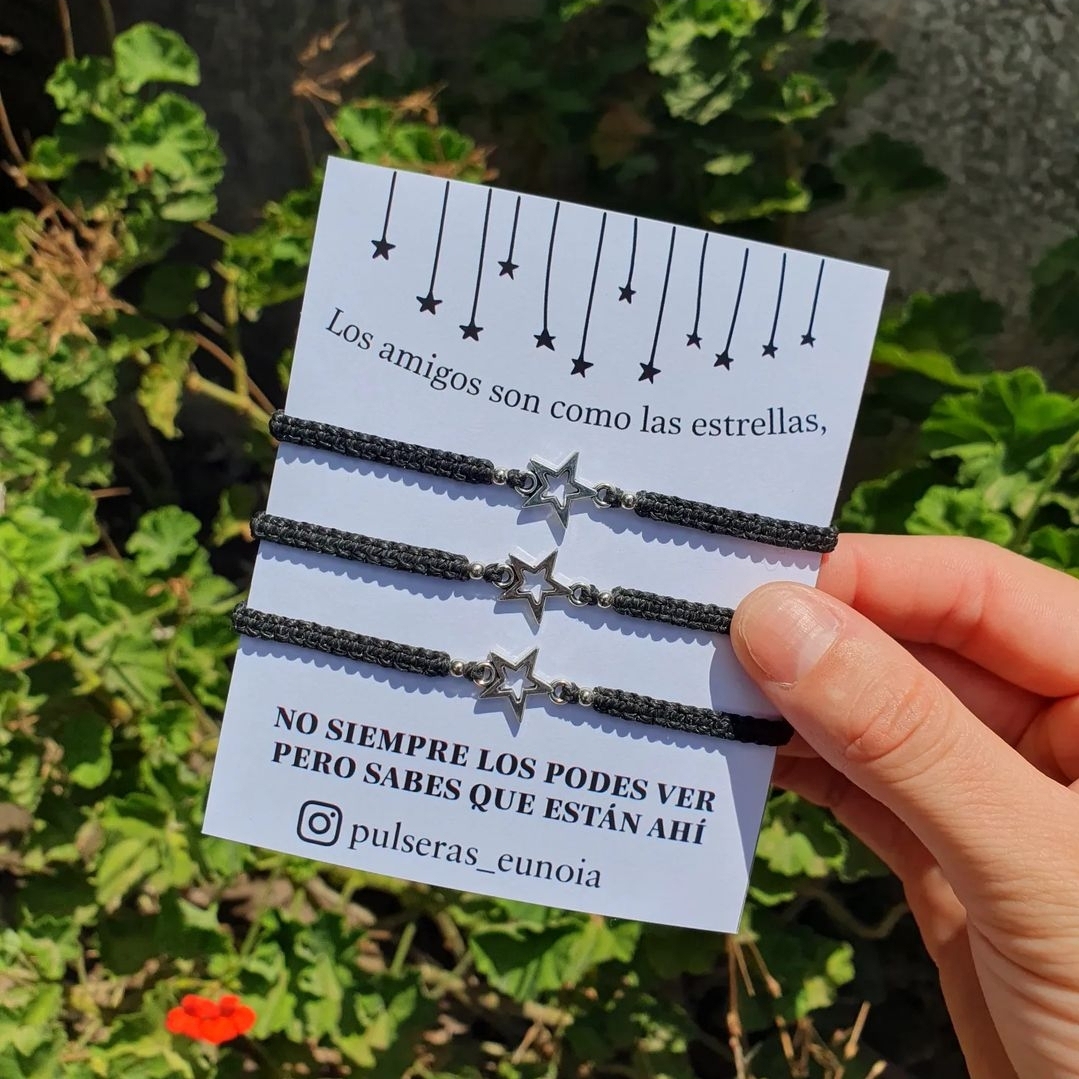 Los amigos son como las estrellas,
NO SIEMPRE LOS PODES VER
PERO SABES QUE ESTÁN AHÍ
pulseras_eunoia